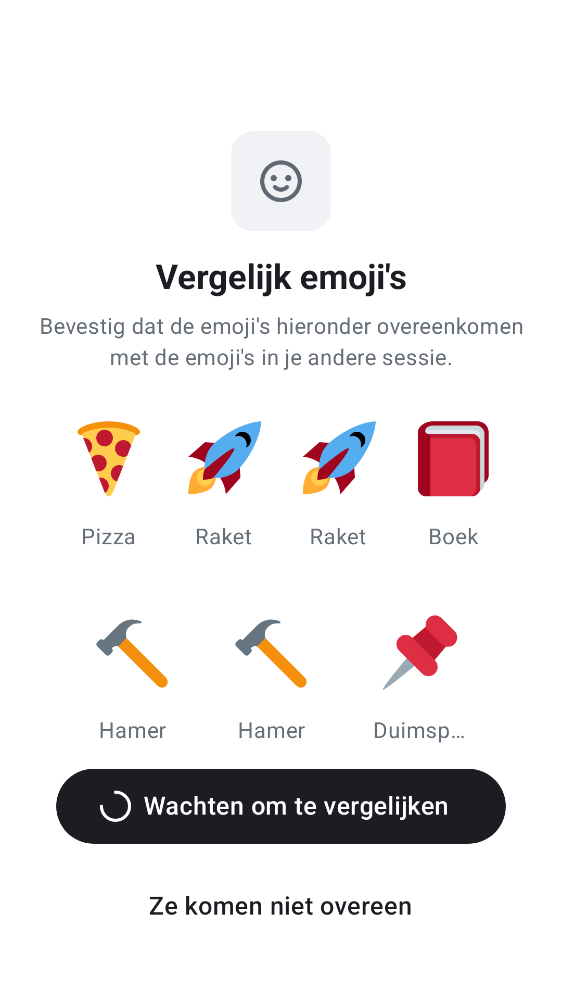 Vergelijk emoji's
Bevestig dat de emoji's hieronder overeenkomen
met de emoji's in je andere sessie.
Pizza Raket Raket Boek
Hamer Hamer Duimsp...
Wachten om te vergelijken
Ze komen niet overeen